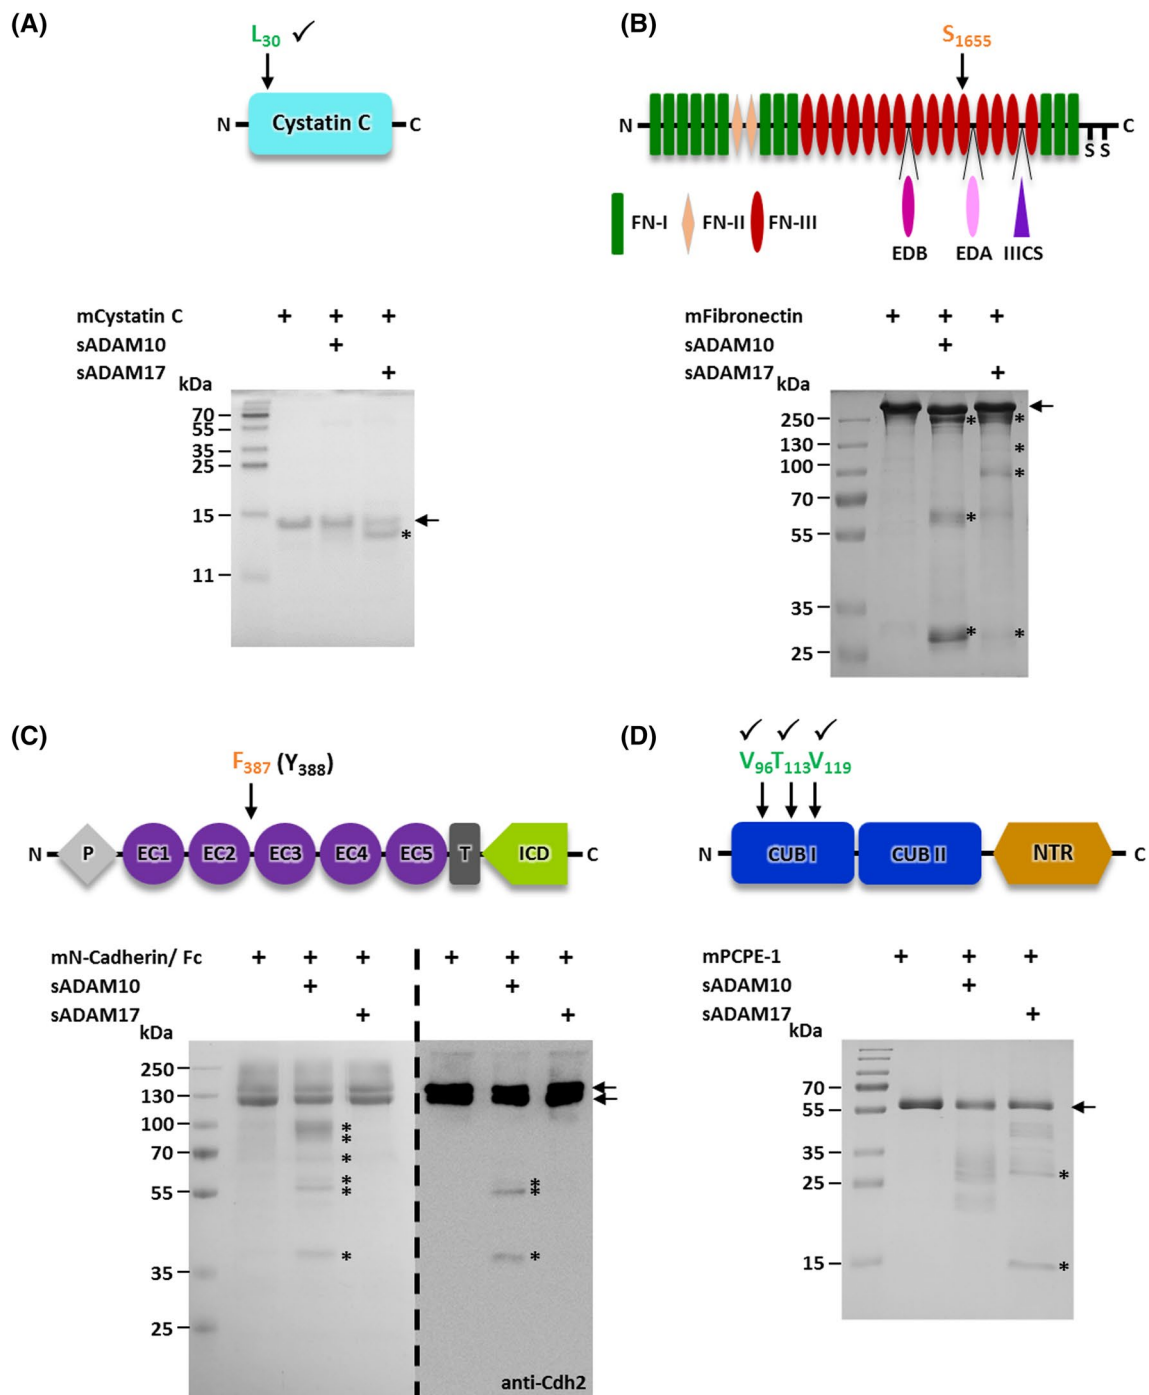 (A)
L30 ✓
N Cystatin C C
mCystatin C + + +
sADAM10 +
sADAM17 +
kDa
70
55
35
25
15
*
11
(B)
S1655
N C
S S
FN-I FN-II FN-III
EDB EDA IIICS
mFibronectin + + +
sADAM10 +
sADAM17 +
kDa
250 * *
130 *
100 *
70
*
55
35
* *
25
(C)
F387 (Y388)
N P EC1 EC2 EC3 EC4 EC5 T ICD C
mN-Cadherin/ Fc + + + + + +
sADAM10 + +
sADAM17 + +
kDa
250
130
100 *
*
70 *
* *
55 * *
* *
35
25
anti-Cdh2
(D)
✓ ✓ ✓
V96 T113 V119
N CUB I CUB II NTR C
mPCPE-1 + + +
sADAM10 +
sADAM17 +
kDa
70
55
35
*
25
15 *